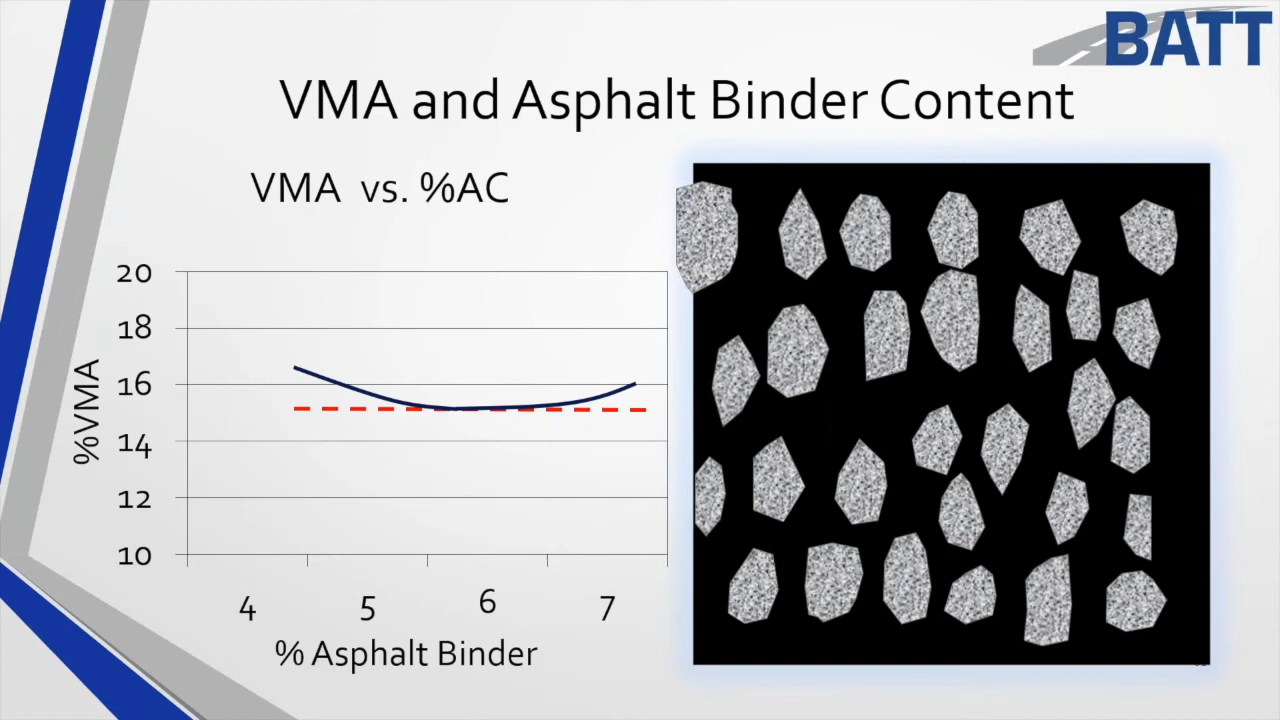 BATT
VMA and Asphalt Binder Content
VMA vs. %AC
%VMA
20
18
16
14
12
10
4 5 6 7
% Asphalt Binder